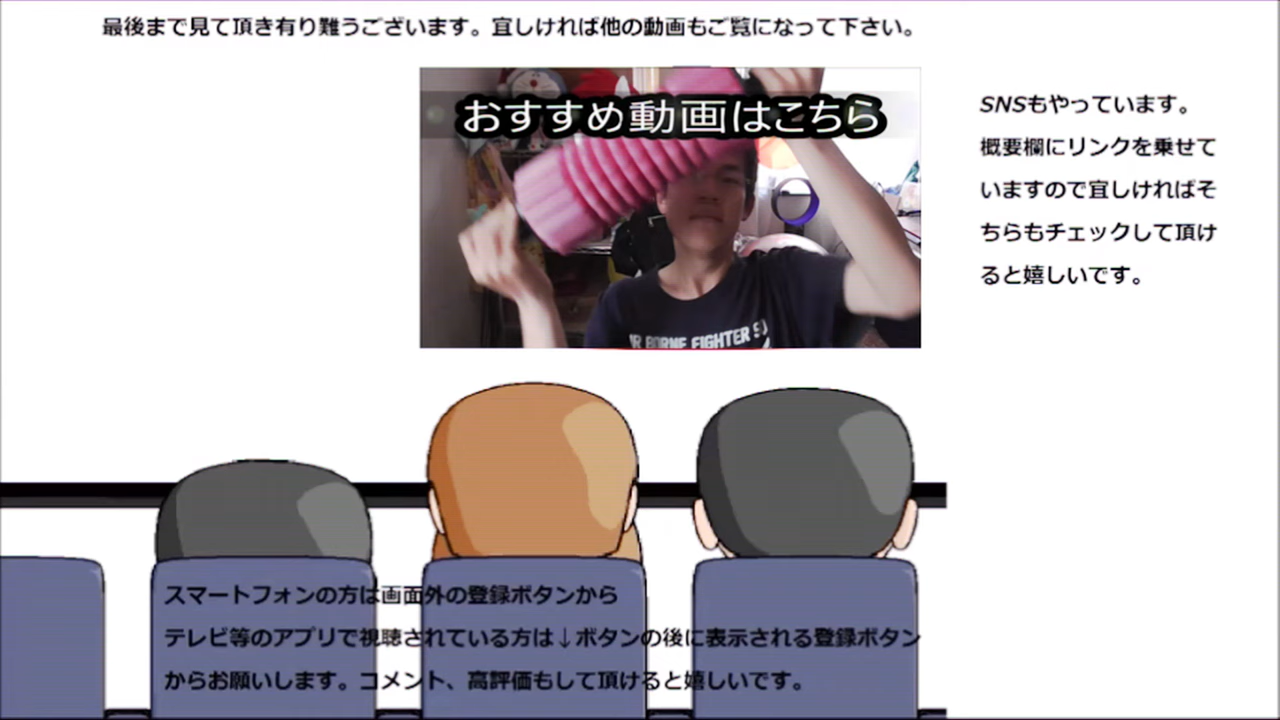 最後まで見て頂き有り難うございます。宜しければ他の動画もご覧になって下さい。
おすすめ動画はこちら
SNSもやっています。
概要欄にリンクを乗せて
いますので宜しければそ
ちらもチェックして頂け
ると嬉しいです。
BORNE FIGHTER
スマートフォンの方は画面外の登録ボタンから
テレビ等のアプリで視聴されている方は↓ボタンの後に表示される登録ボタン
からお願いします。コメント、高評価もして頂けると嬉しいです。